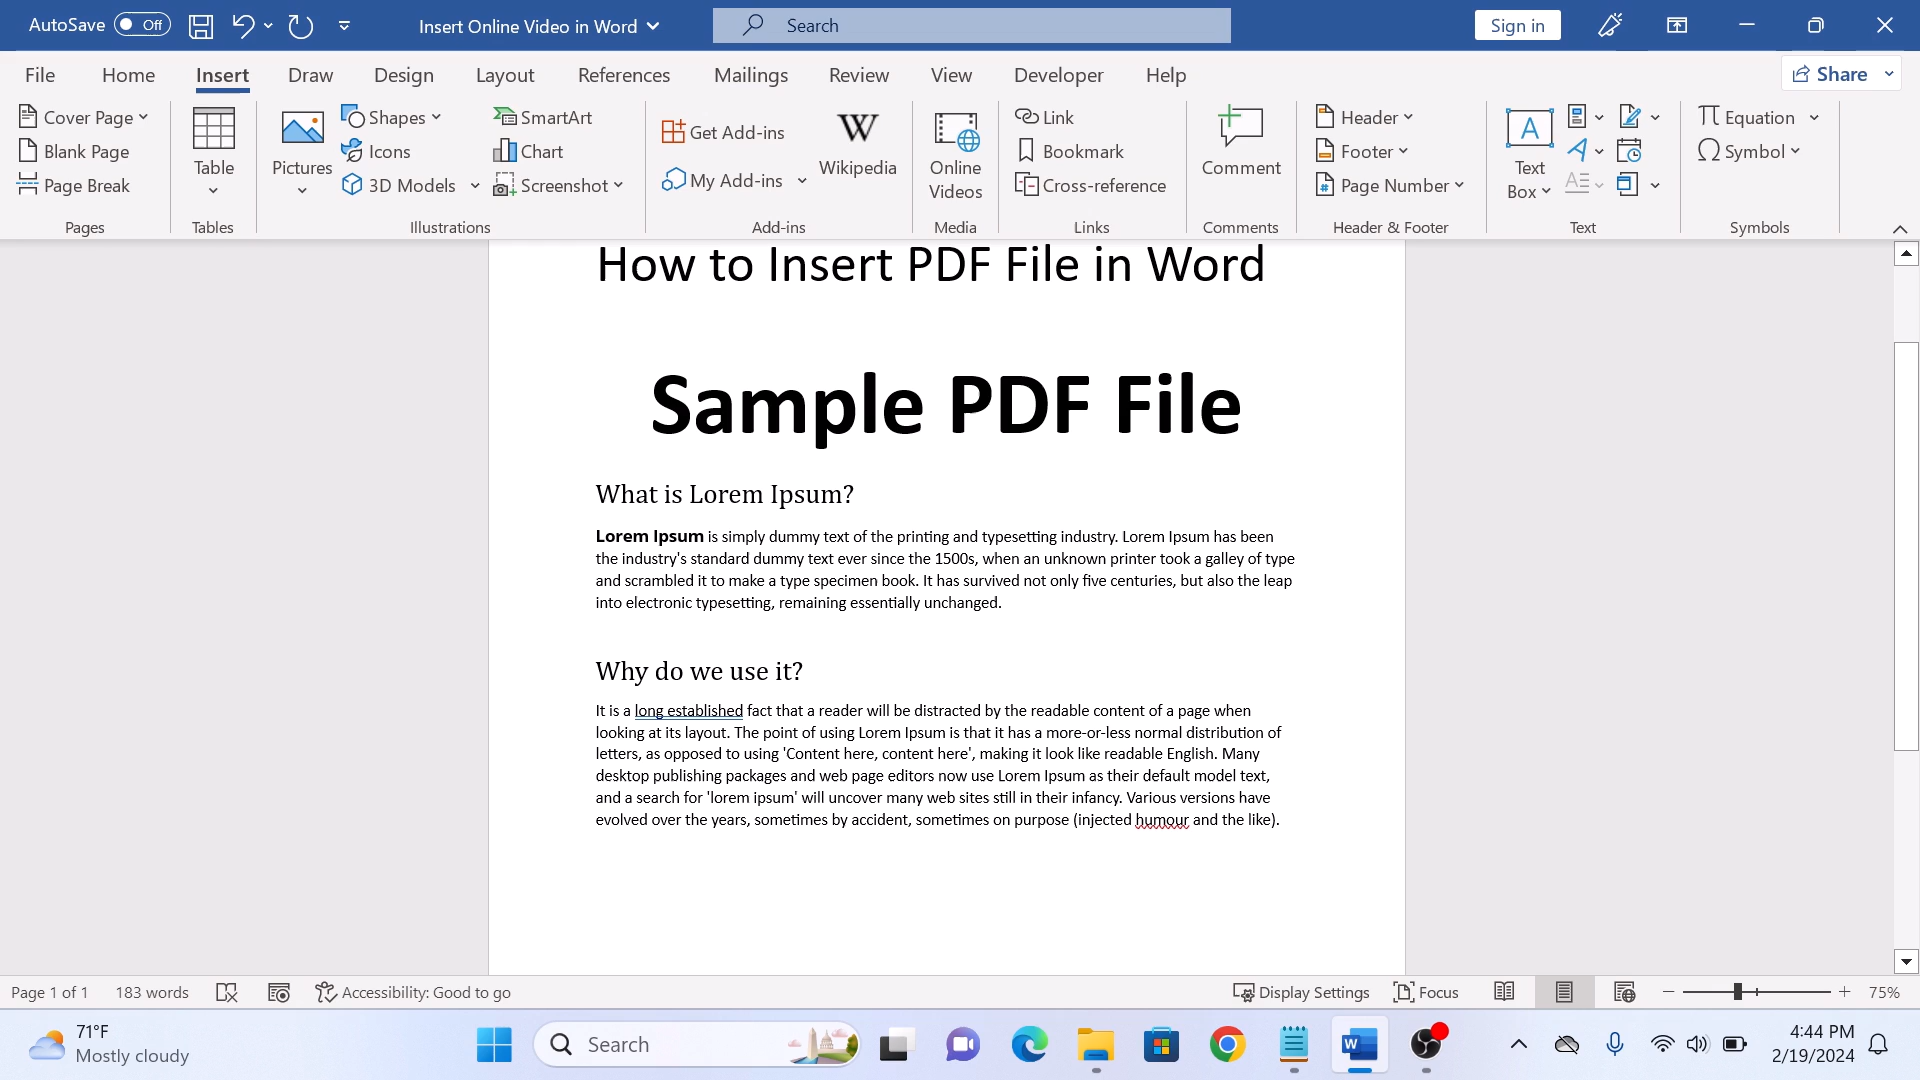 AutoSave Off Insert Online Video in Word Search Sign in
File Home Insert Draw Design Layout References Mailings Review View Developer Help Share
Cover Page
Blank Page
Page Break
Pages
Table
Tables
Pictures
Shapes
Icons
3D Models
SmartArt
Chart
Screenshot
Illustrations
Get Add-ins
My Add-ins
W
Wikipedia
Add-ins
Online
Videos
Media
Link
Bookmark
Cross-reference
Links
Comment
Comments
Header
Footer
Page Number
Header & Footer
A
Text
Box
Text
Equation
Symbol
Symbols
How to Insert PDF File in Word
Sample PDF File
What is Lorem Ipsum?
Lorem Ipsum is simply dummy text of the printing and typesetting industry. Lorem Ipsum has been
the industry's standard dummy text ever since the 1500s, when an unknown printer took a galley of type
and scrambled it to make a type specimen book. It has survived not only five centuries, but also the leap
into electronic typesetting, remaining essentially unchanged.
Why do we use it?
It is a long established fact that a reader will be distracted by the readable content of a page when
looking at its layout. The point of using Lorem Ipsum is that it has a more-or-less normal distribution of
letters, as opposed to using 'Content here, content here', making it look like readable English. Many
desktop publishing packages and web page editors now use Lorem Ipsum as their default model text,
and a search for 'lorem ipsum' will uncover many web sites still in their infancy. Various versions have
evolved over the years, sometimes by accident, sometimes on purpose (injected humour and the like).
Page 1 of 1 183 words Accessibility: Good to go Display Settings Focus 75%
71°F
Mostly cloudy
Search
4:44 PM
2/19/2024